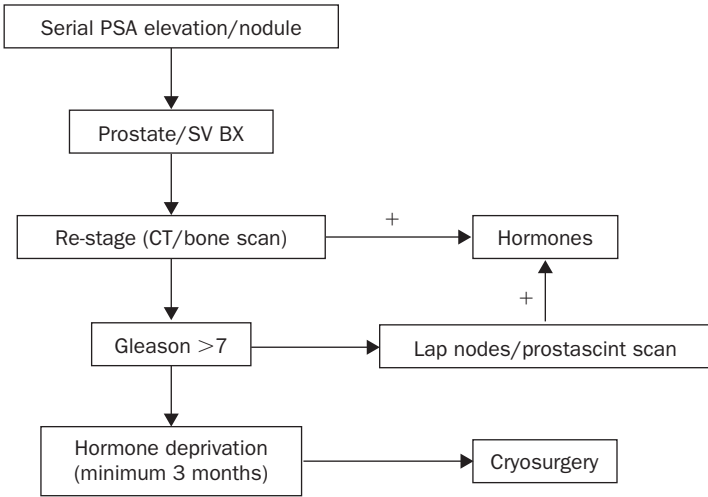 Serial PSA elevation/nodule
Prostate/SV BX
Re-stage (CT/bone scan)
+
Hormones
+
Gleason >7
Lap nodes/prostascint scan
Hormone deprivation
(minimum 3 months)
Cryosurgery